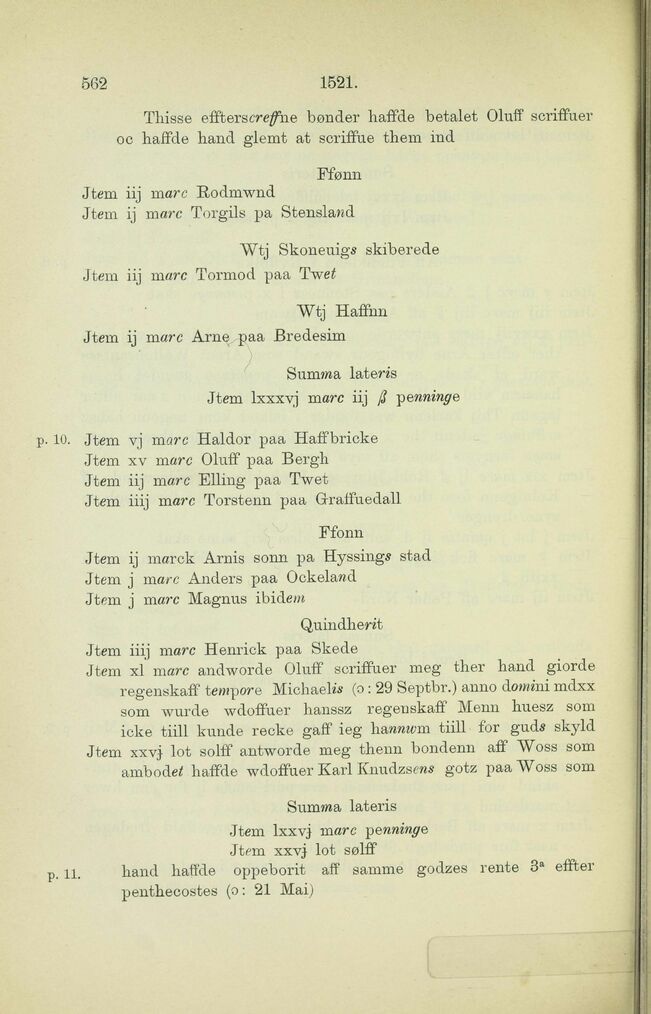 562 1521.
Thisse effterscreffne bønder haffde betalet Oluff scriffuer
oc haffde hand glemt at scriffue them ind
Ffønn
Jtem iij marc Rodmwnd
Jtem ij marc Torgils pa Stensland
Wtj Skoneuigs skiberede
Jtem iij marc Tormod paa Twet
Wtj Haffnn
Jtem ij marc Arne paa Bredesim
Summa lateris
Jtem lxxxvj marc iij ß penninge
p. 10. Jtem vj marc Haldor paa Haffbricke
Jtem xv marc Oluff paa Bergh
Jtem iij marc Elling paa Twet
Jtem iiij marc Torstenn paa Graffuedall
Ffonn
Jtem ij marck Arnis sonn pa Hyssings stad
Jtem j marc Anders paa Ockeland
Jtem j marc Magnus ibidem
Quindherit
Jtem iiij marc Henrick paa Skede
Jtem xl marc andworde Oluff scriffuer meg ther hand giorde
regenskaff tempore Michaelis (ɔ: 29 Septbr.) anno domini mdxx
som wurde wdoffuer hanssz regenskaff Menn huesz som
icke tiill kunde recke gaff ieg hannwm tiill for guds skyld
Jtem xxvj lot solff antworde meg thenn bondenn aff Woss som
ambodet haffde wdoffuer Karl Knudzsens gotz paa Woss som
Summa lateris
Jtem lxxvj marc penninge
Jtem xxvj lot sølff
p. 11. hand haffde oppeborit aff samme godzes rente 3ª effter
penthecostes (ɔ: 21 Mai)